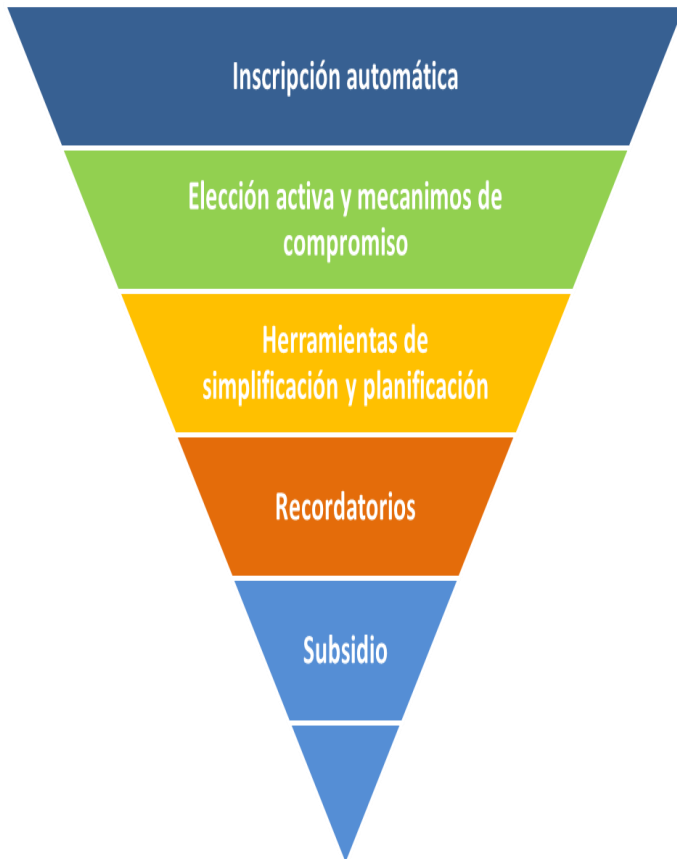 Inscripción automática
Elección activa y mecanimos de
compromiso
Herramientas de
simplificación y planificación
Recordatorios
Subsidio